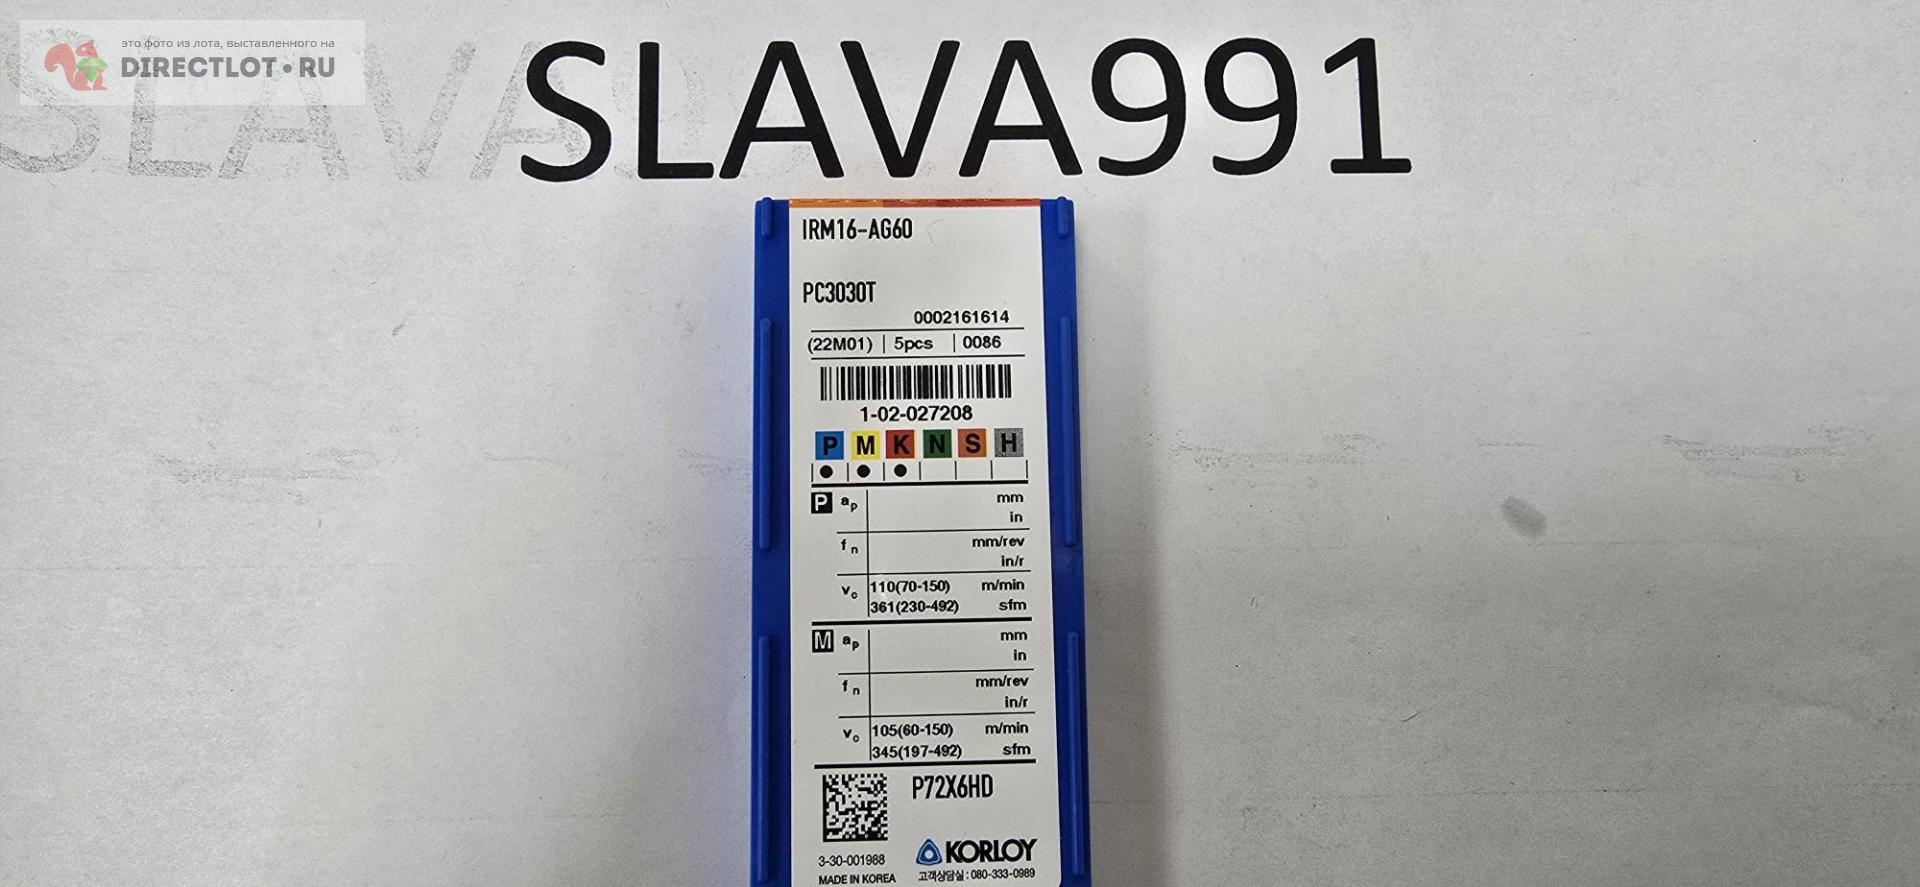 это фото из лота, выставленного на
DIRECTLOT•RU
SLAVA991
SLAVA
IRM16-AG60
PC3030T
0002161614
(22M01) | 5pcs | 0086
1-02-027208
P M K N S H
P ap mm
in
fn mm/rev
in/r
vc 110(70-150) m/min
361(230-492) sfm
M ap mm
in
fn mm/rev
in/r
vc 105(60-150) m/min
345(197-492) sfm
P72X6HD
KORLOY
3-30-001988
MADE IN KOREA
고객상담실 : 080-333-0989